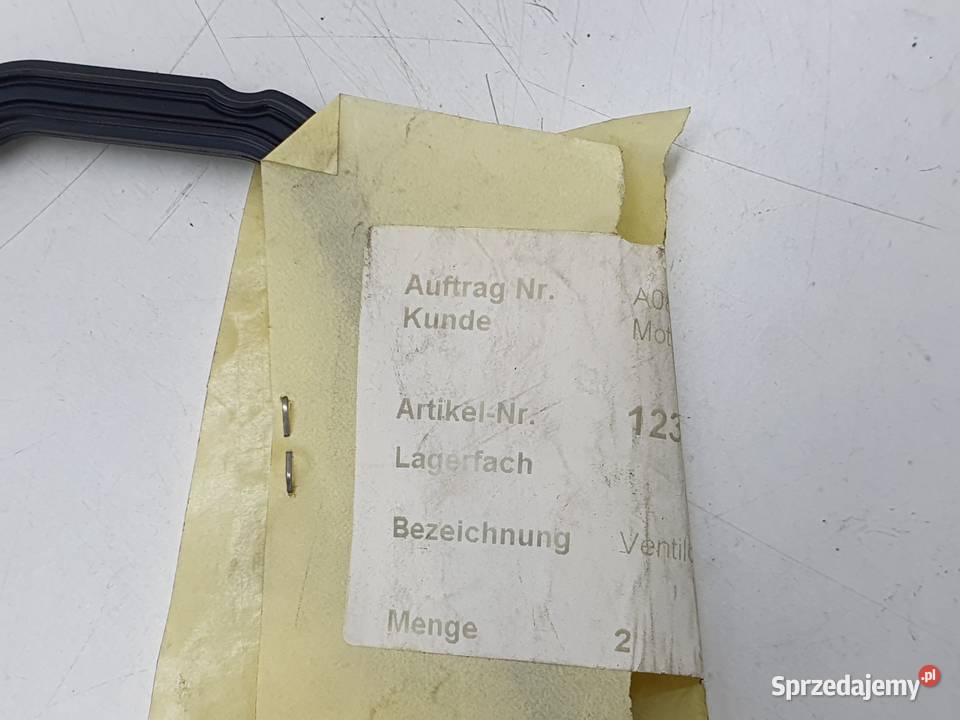 Auftrag Nr.
Kunde
Artikel-Nr. 123
Lagerfach
Bezeichnung
Menge 2
Sprzedajemy.pl